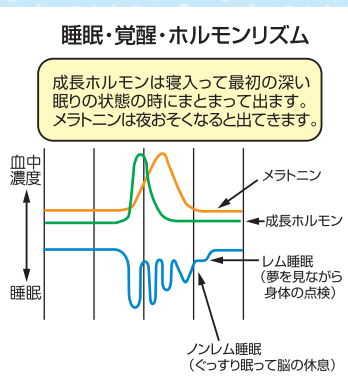 睡眠・覚醒・ホルモンリズム
成長ホルモンは寝入って最初の深い
眠りの状態の時にまとまって出ます。
メラトニンは夜おそくなると出てきます。
血中
濃度
メラトニン
成長ホルモン
レム睡眠
(夢を見ながら
身体の点検)
睡眠
ノンレム睡眠
(ぐっすり眠って脳の休息)